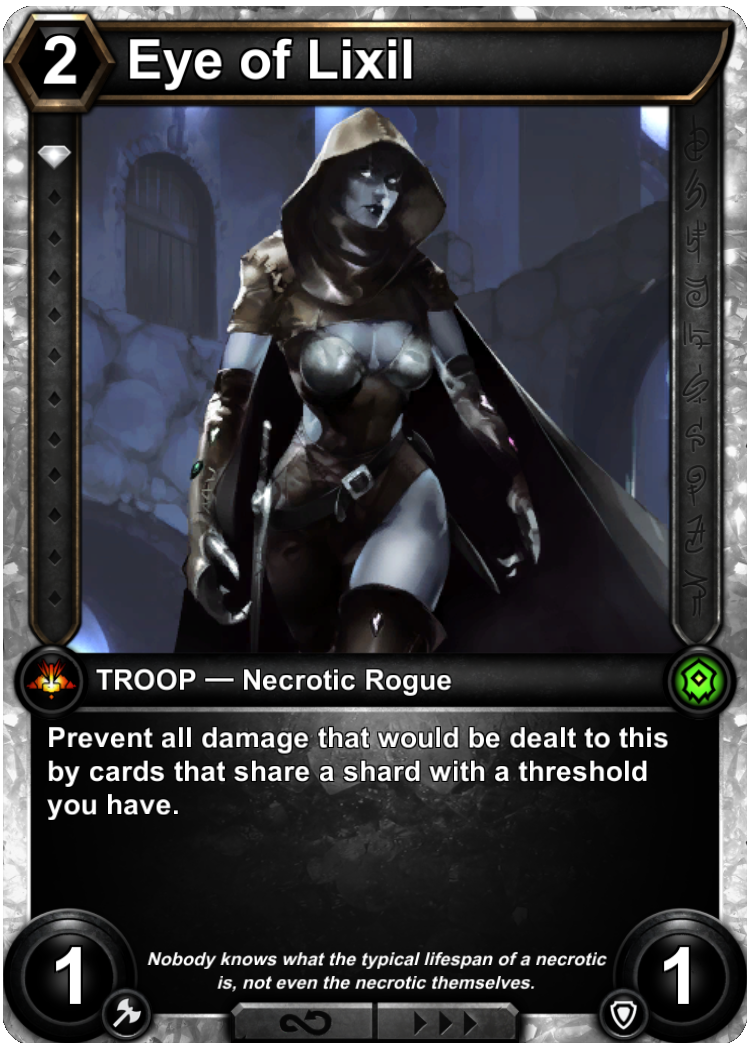 2 Eye of Lixil
TROOP — Necrotic Rogue
Prevent all damage that would be dealt to this
by cards that share a shard with a threshold
you have.
Nobody knows what the typical lifespan of a necrotic
is, not even the necrotic themselves.
1 1